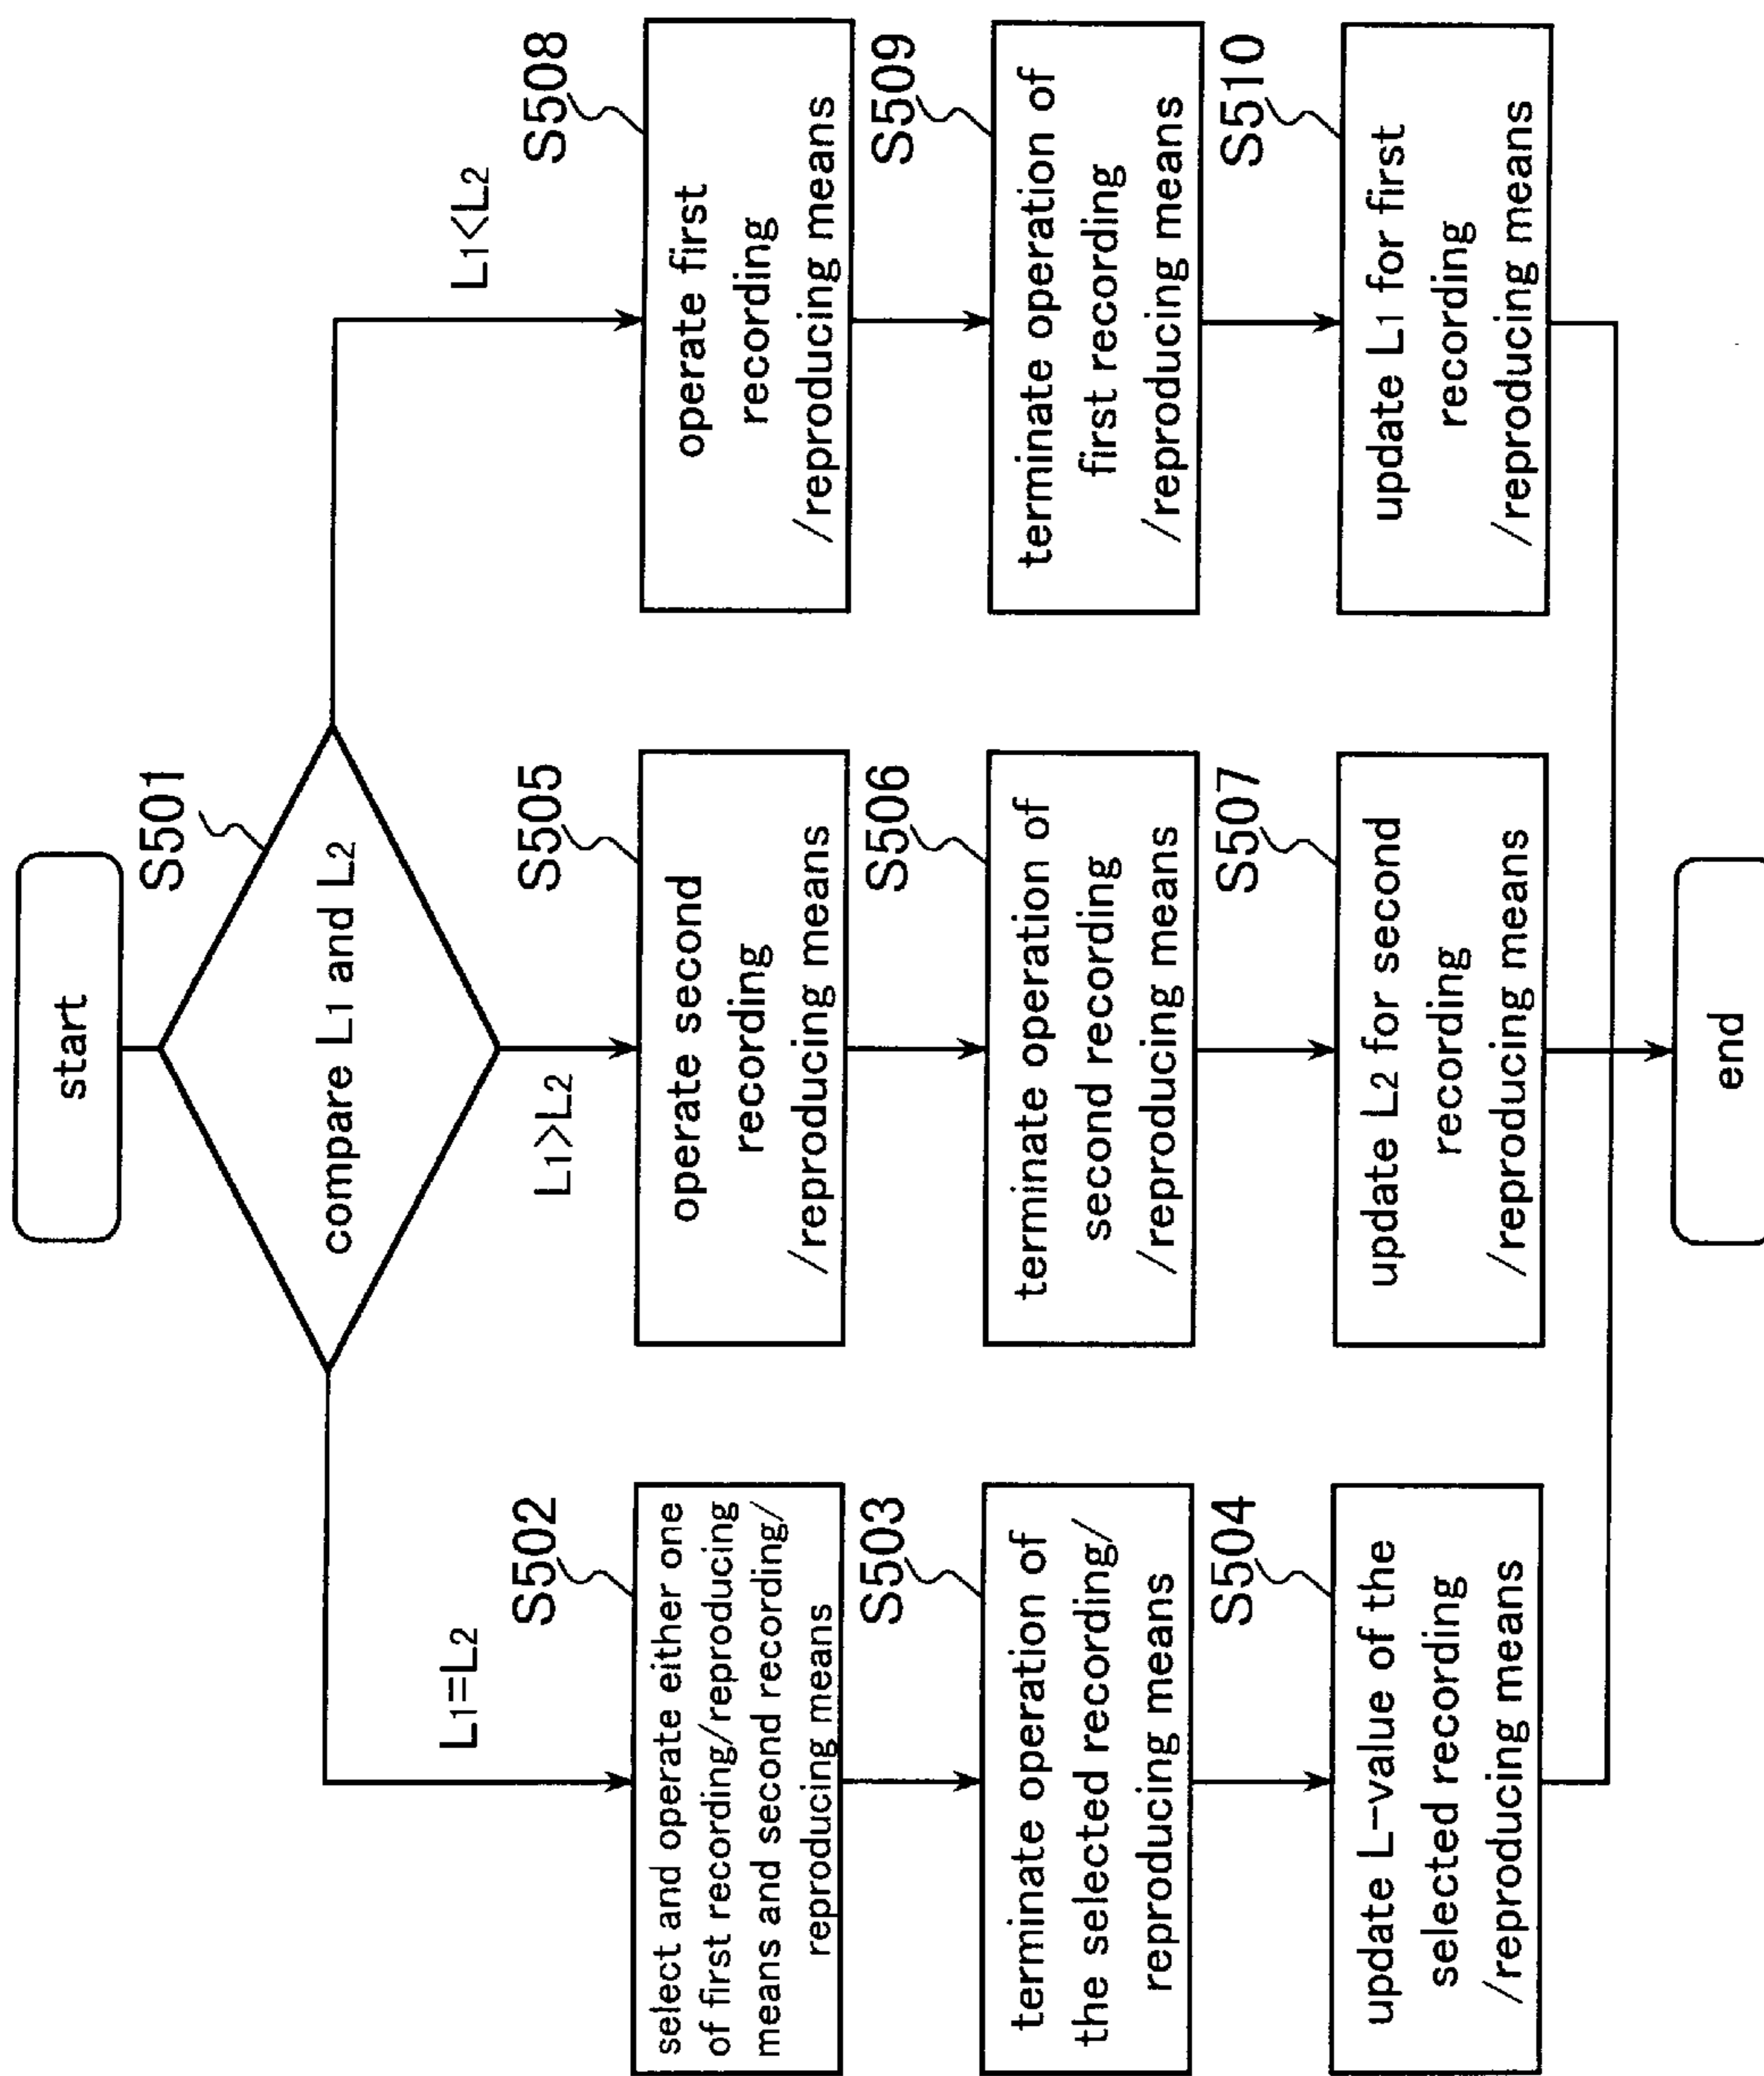 start
S501
compare L1 and L2
L1=L2
L1>L2
L1<L2
S502
select and operate either one
of first recording/reproducing
means and second recording/
reproducing means
S503
terminate operation of
the selected recording/
reproducing means
S504
update L-value of the
selected recording
/reproducing means
S505
operate second
recording
/reproducing means
S506
terminate operation of
second recording
/reproducing means
S507
update L2 for second
recording
/reproducing means
S508
operate first
recording
/reproducing means
S509
terminate operation of
first recording
/reproducing means
S510
update L1 for first
recording
/reproducing means
end